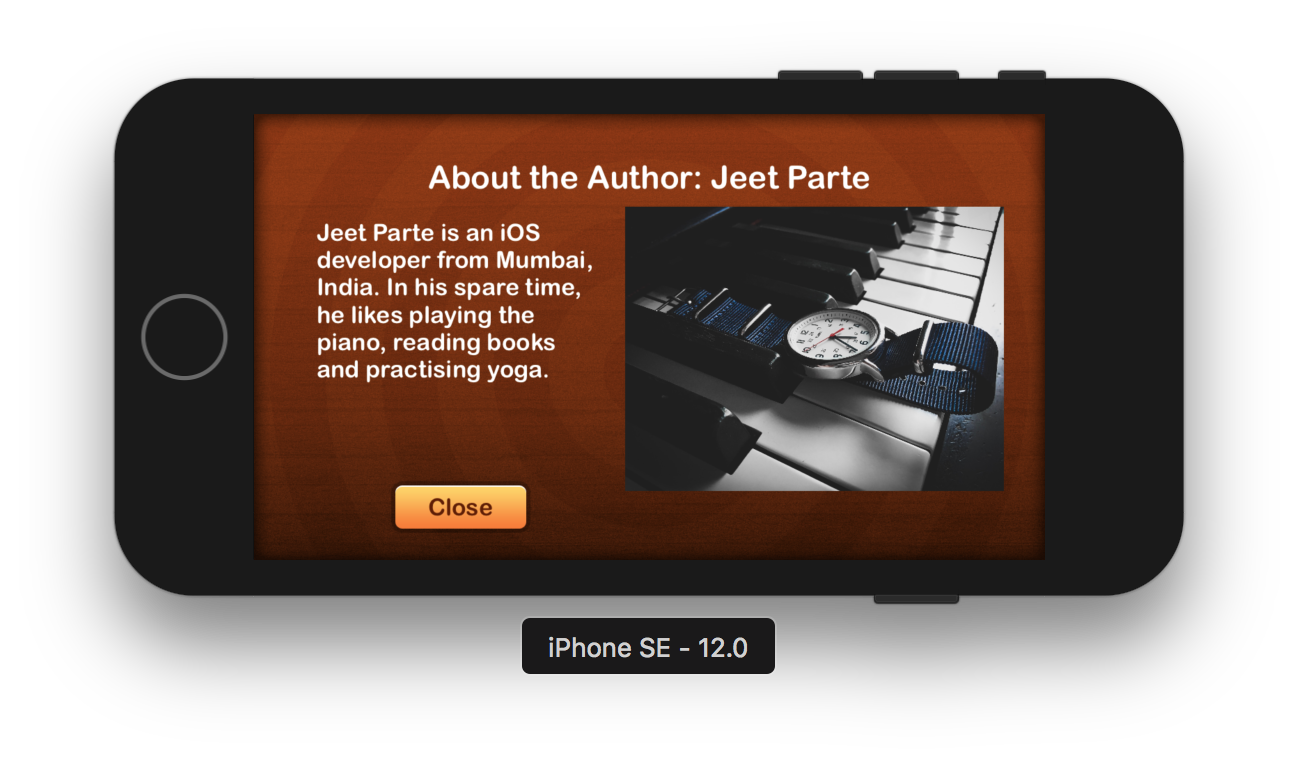 About the Author: Jeet Parte
Jeet Parte is an iOS
developer from Mumbai,
India. In his spare time,
he likes playing the
piano, reading books
and practising yoga.
Close
iPhone SE - 12.0